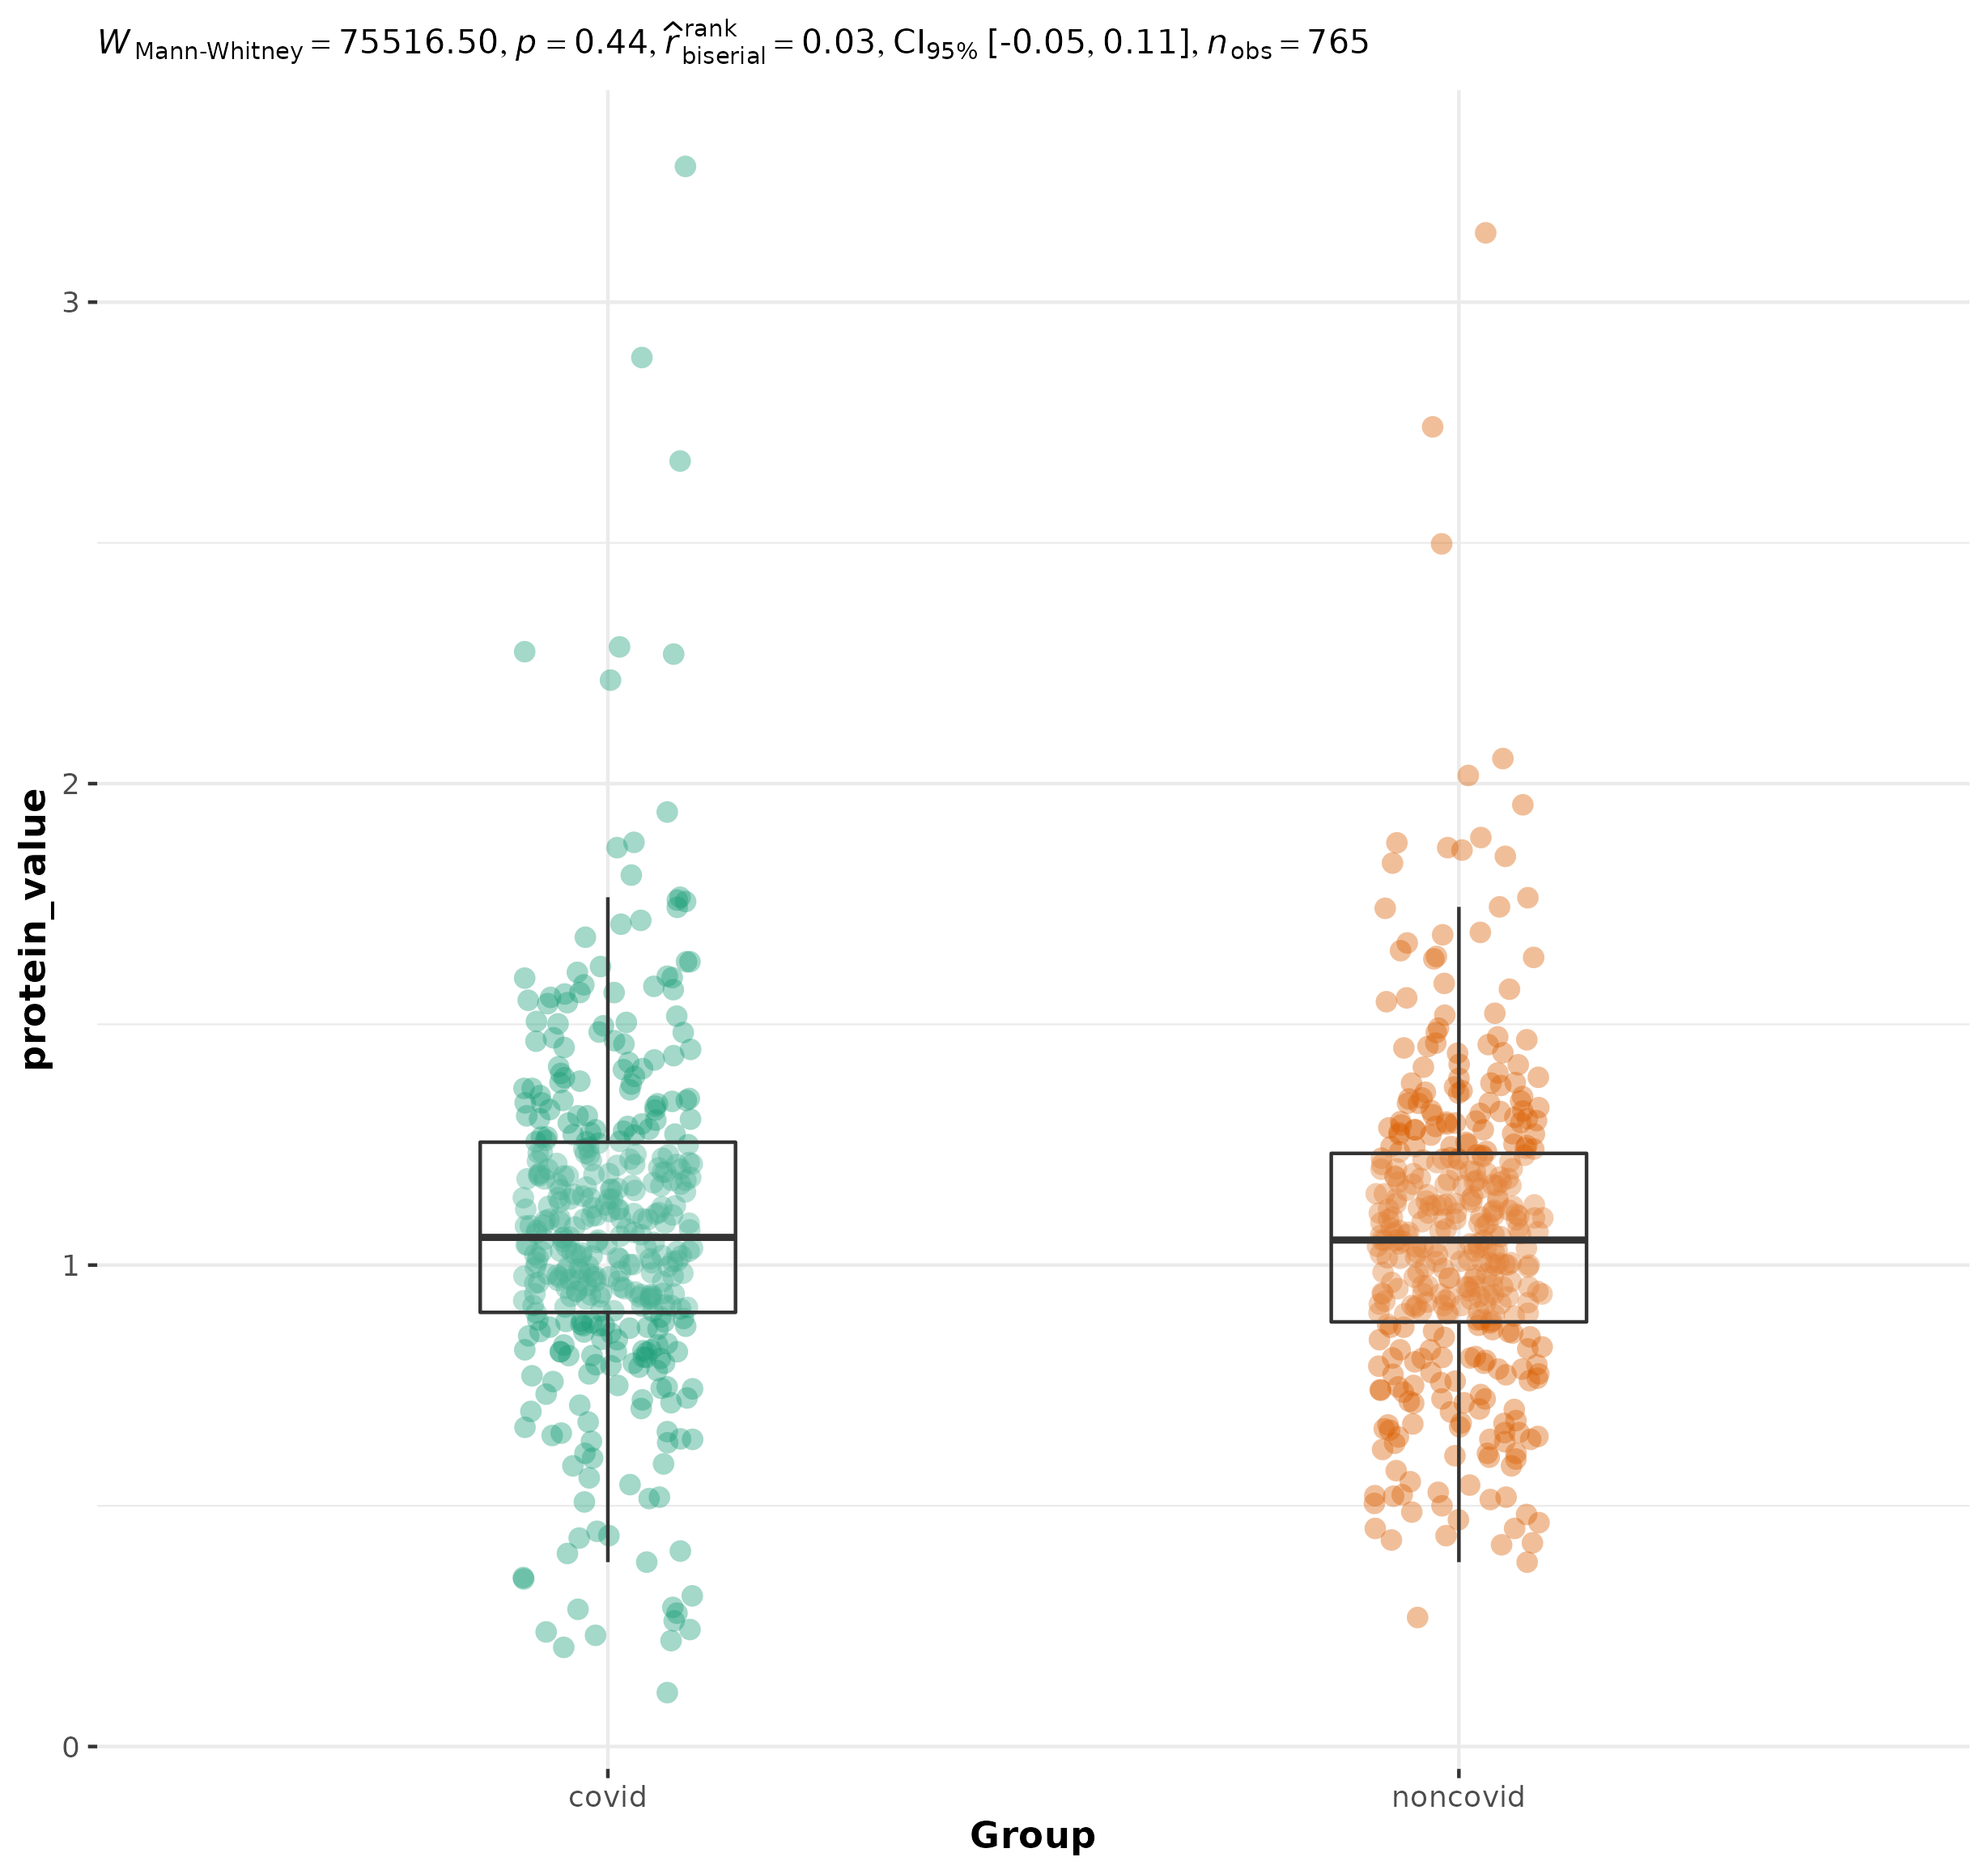 W Mann-Whitney = 75516.50, p = 0.44, r̂ rank biserial = 0.03, CI95% [-0.05, 0.11], n obs = 765
protein_value
3
2
1
0
covid noncovid
Group